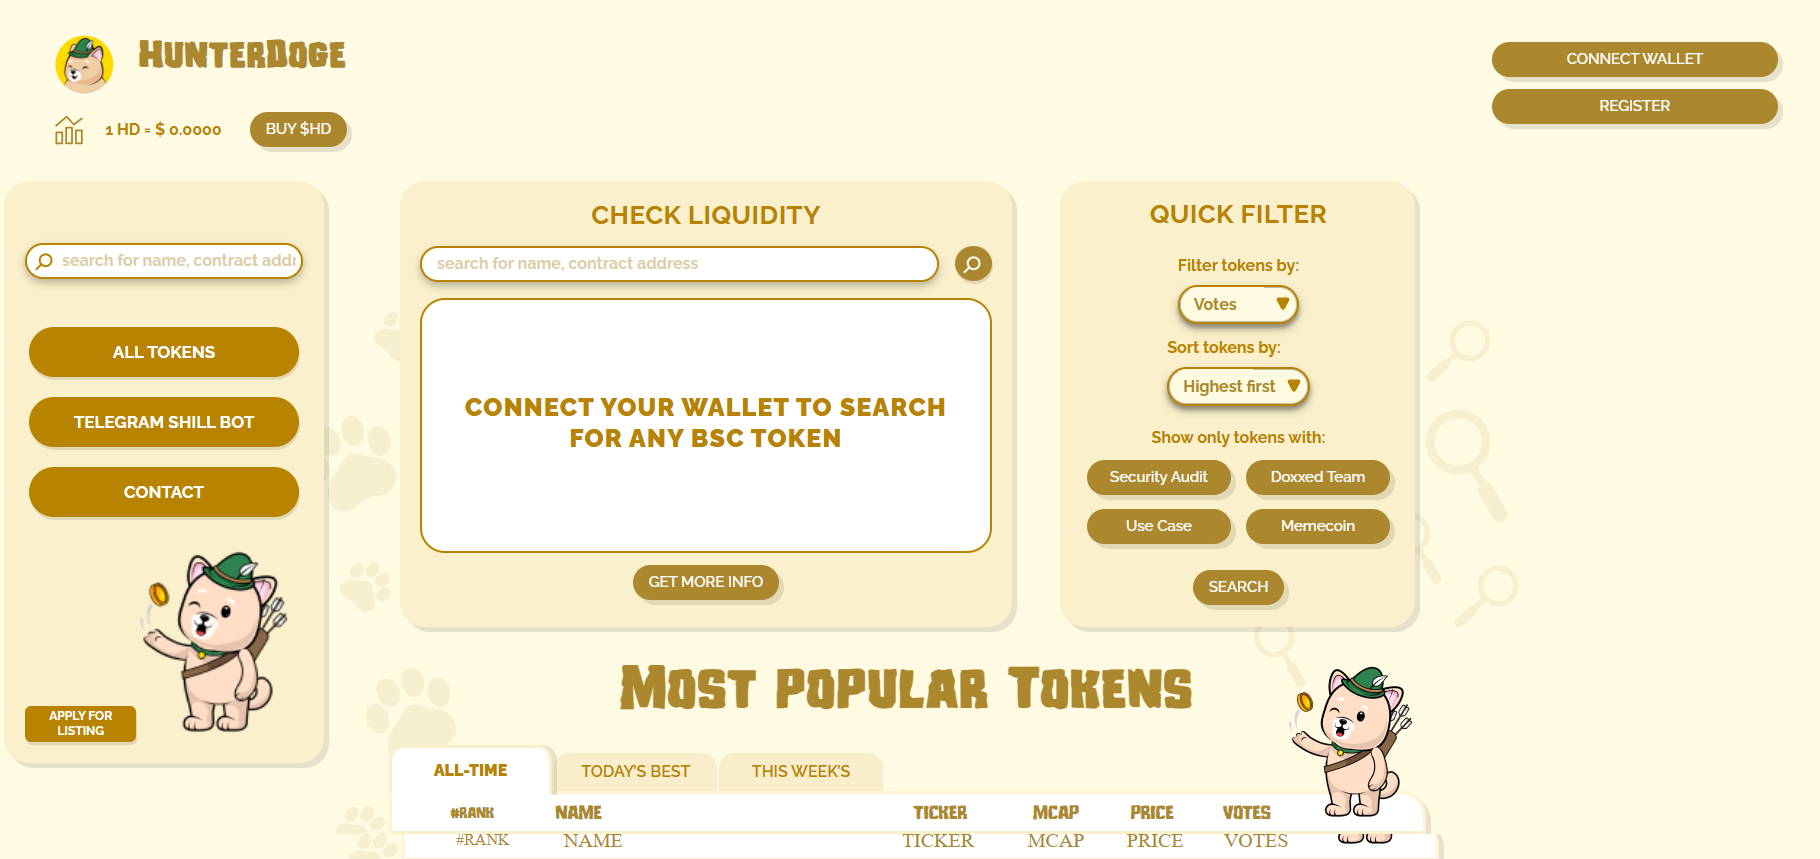 HUNTERDOGE
CONNECT WALLET
REGISTER
1 HD = $ 0.0000
BUY $HD
search for name, contract addr
ALL TOKENS
TELEGRAM SHILL BOT
CONTACT
APPLY FOR
LISTING
CHECK LIQUIDITY
search for name, contract address
CONNECT YOUR WALLET TO SEARCH
FOR ANY BSC TOKEN
GET MORE INFO
QUICK FILTER
Filter tokens by:
Votes
Sort tokens by:
Highest first
Show only tokens with:
Security Audit Doxxed Team
Use Case Memecoin
SEARCH
MOST POPULAR TOKENS
ALL-TIME TODAY'S BEST THIS WEEK'S
#RANK NAME TICKER MCAP PRICE VOTES
#RANK NAME TICKER MCAP PRICE VOTES